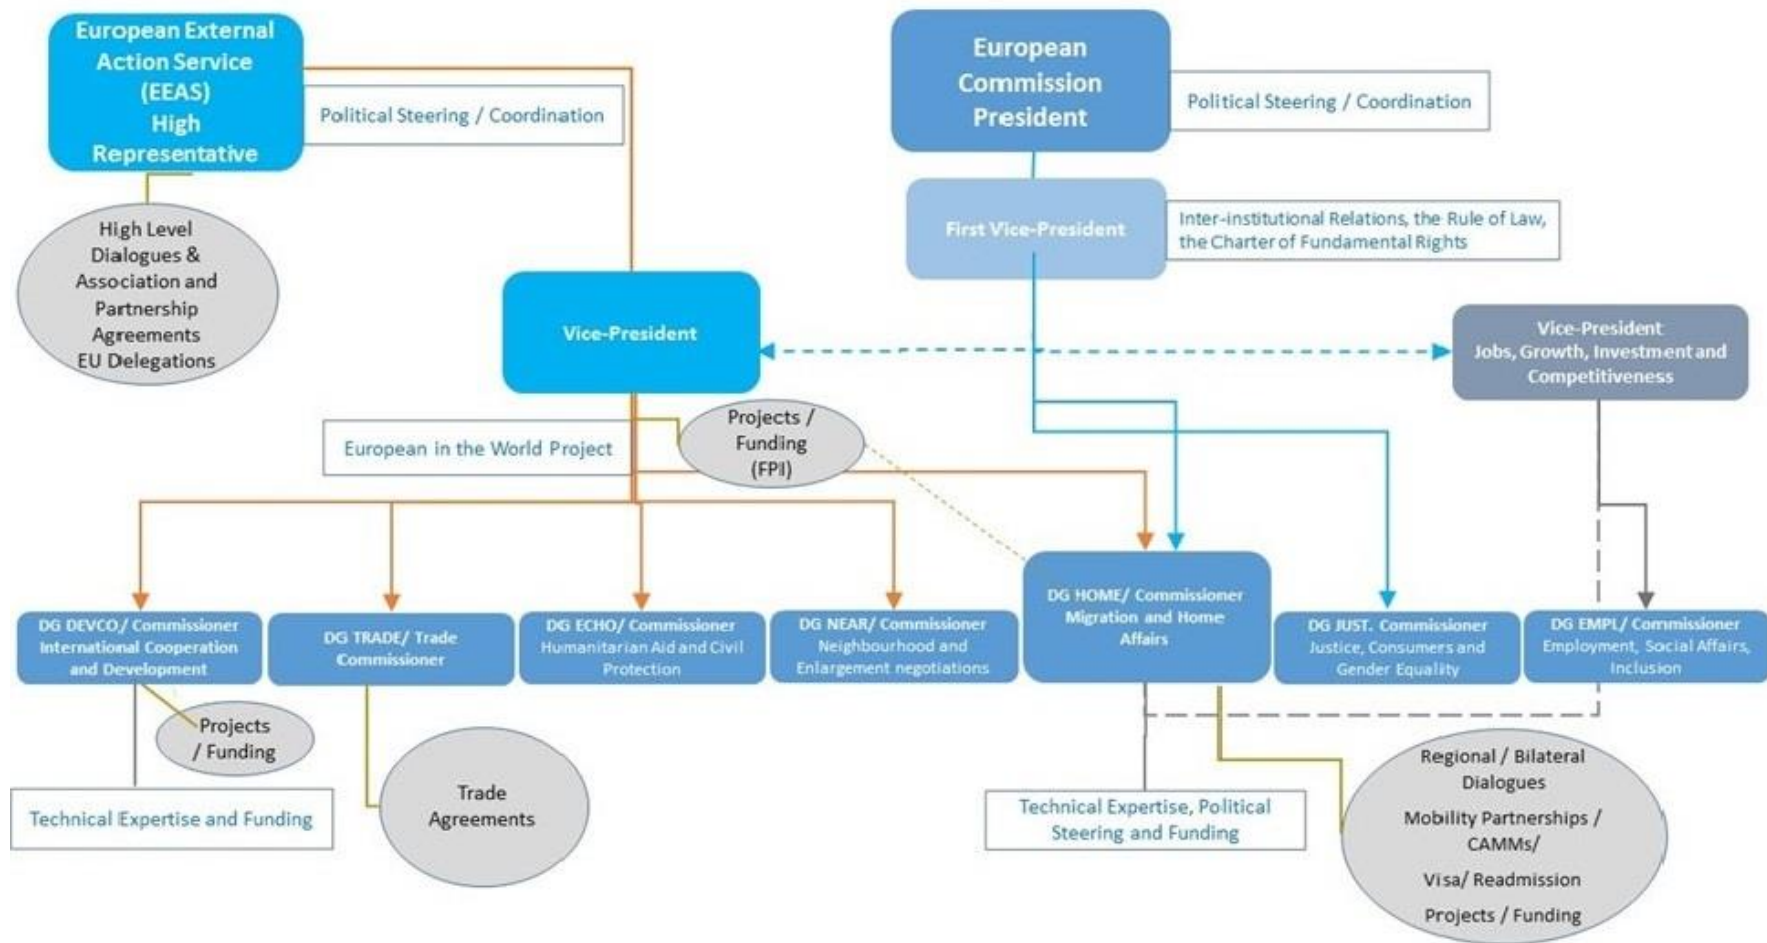 European External
Action Service
(EEAS)
High
Representative
Political Steering / Coordination
European
Commission
President
Political Steering / Coordination
High Level
Dialogues &
Association and
Partnership
Agreements
EU Delegations
First Vice-President
Inter-institutional Relations, the Rule of Law,
the Charter of Fundamental Rights
Vice-President
Vice-President
Jobs, Growth, Investment and
Competitiveness
European in the World Project
Projects /
Funding
(FPI)
DG DEVCO/ Commissioner
International Cooperation
and Development
DG TRADE/ Trade
Commissioner
DG ECHO/ Commissioner
Humanitarian Aid and Civil
Protection
DG NEAR/ Commissioner
Neighbourhood and
Enlargement negotiations
DG HOME/ Commissioner
Migration and Home
Affairs
DG JUST. Commissioner
Justice, Consumers and
Gender Equality
DG EMPL/ Commissioner
Employment, Social Affairs,
Inclusion
Projects
/ Funding
Technical Expertise and Funding
Trade
Agreements
Technical Expertise, Political
Steering and Funding
Regional / Bilateral
Dialogues
Mobility Partnerships /
CAMMs/
Visa/ Readmission
Projects / Funding